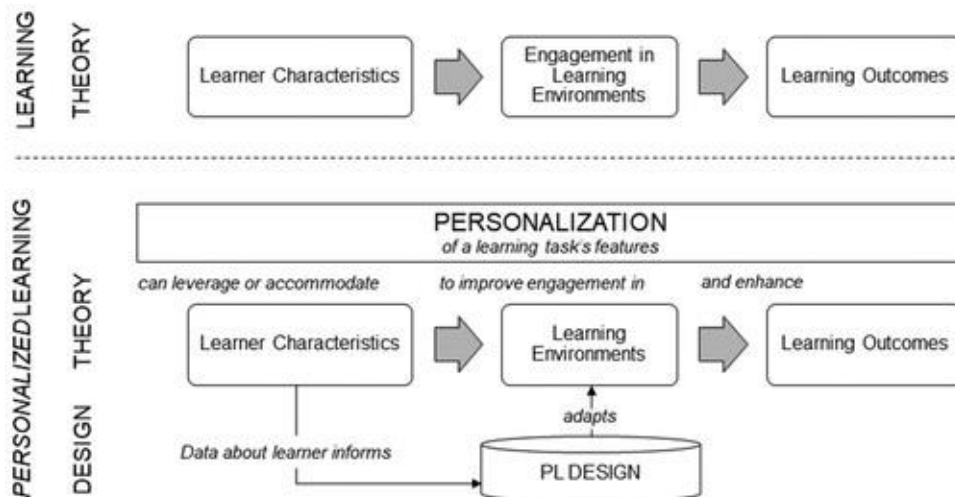 LEARNING
THEORY
Learner Characteristics
Engagement in
Learning
Environments
Learning Outcomes
PERSONALIZEDLEARNING
THEORY
DESIGN
PERSONALIZATION
of a learning task's features
can leverage or accommodate
to improve engagement in
and enhance
Learner Characteristics
Learning
Environments
Learning Outcomes
adapts
Data about learner informs
PL DESIGN